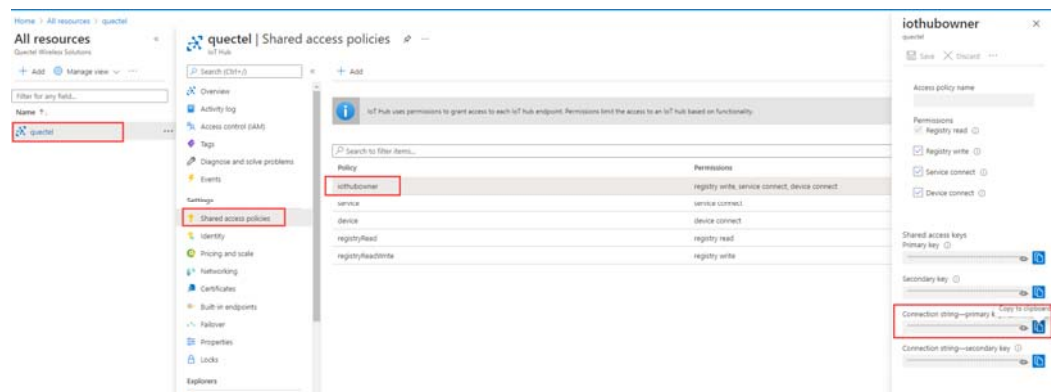 Home > All resources > quectel
All resources
Quectel Wireless Solutions
+ Add Manage view ...
Filter for any field...
Name ↑↓
quectel ...
quectel | Shared access policies ...
IoT Hub
Search (Ctrl+/)
Overview
Activity log
Access control (IAM)
Tags
Diagnose and solve problems
Events
Settings
Shared access policies
Identity
Pricing and scale
Networking
Certificates
Built-in endpoints
Failover
Properties
Locks
Explorers
+ Add
IoT Hub uses permissions to grant access to each IoT hub endpoint. Permissions limit the access to an IoT hub based on functionality.
Search to filter items...
Policy Permissions
iothubowner registry write, service connect, device connect
service service connect
device device connect
registryRead registry read
registryReadWrite registry write
iothubowner
quectel
Save Discard ...
Access policy name
Permissions
Registry read
Registry write
Service connect
Device connect
Shared access keys
Primary key
Secondary key
Connection string—primary k
Copy to clipboard
Connection string—secondary key